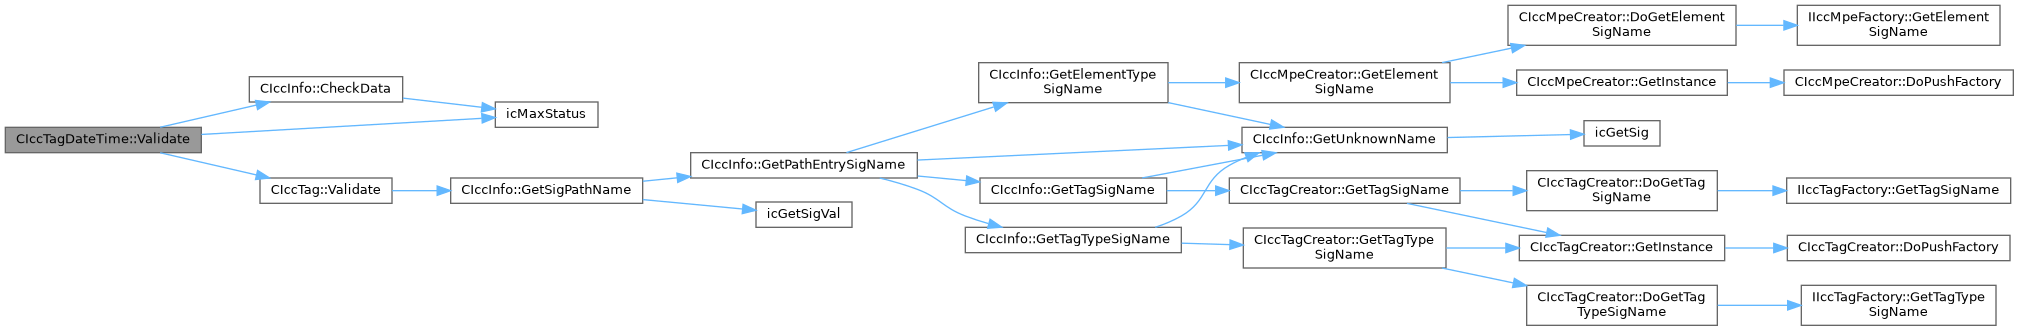 CIccTagDateTime::Validate
CIccInfo::CheckData
icMaxStatus
CIccTag::Validate
CIccInfo::GetSigPathName
CIccInfo::GetPathEntrySigName
icGetSigVal
CIccInfo::GetElementType
SigName
CIccInfo::GetTagSigName
CIccInfo::GetTagTypeSigName
CIccMpeCreator::GetElement
SigName
CIccInfo::GetUnknownName
CIccTagCreator::GetTagSigName
CIccTagCreator::GetTagType
SigName
CIccMpeCreator::DoGetElement
SigName
CIccMpeCreator::GetInstance
icGetSig
CIccTagCreator::DoGetTag
SigName
CIccTagCreator::GetInstance
CIccTagCreator::DoGetTag
TypeSigName
IIccMpeFactory::GetElement
SigName
CIccMpeCreator::DoPushFactory
IIccTagFactory::GetTagSigName
CIccTagCreator::DoPushFactory
IIccTagFactory::GetTagType
SigName